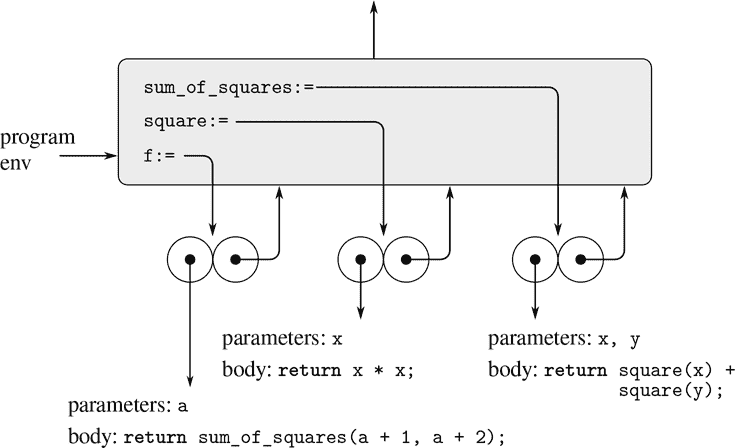 sum_of_squares:=
square:=
program
env
f:=
parameters: x
body: return x * x;
parameters: x, y
body: return square(x) +
square(y);
parameters: a
body: return sum_of_squares(a + 1, a + 2);